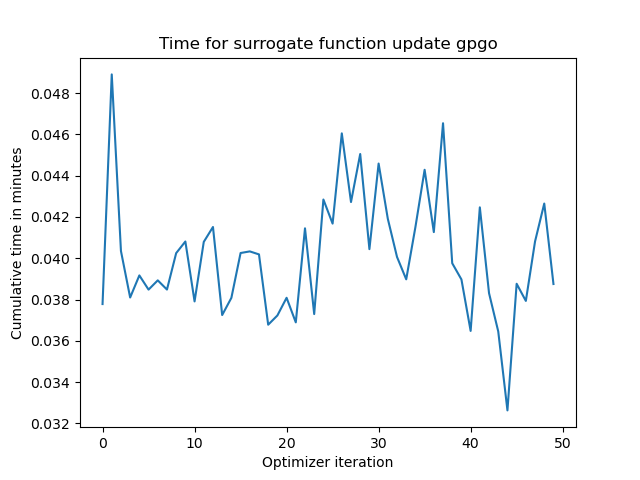 Time for surrogate function update gpgo
Cumulative time in minutes
0.048
0.046
0.044
0.042
0.040
0.038
0.036
0.034
0.032
0 10 20 30 40 50
Optimizer iteration